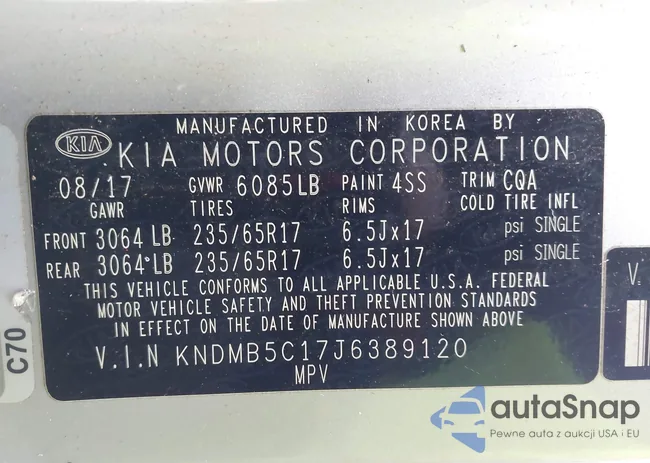 MANUFACTURED IN KOREA BY
KIA KIA MOTORS CORPORATION
08/17 GVWR 6085LB PAINT 4SS TRIM CQA
GAWR TIRES RIMS COLD TIRE INFL
FRONT 3064 LB 235/65R17 6.5Jx17 psi SINGLE
REAR 3064 LB 235/65R17 6.5Jx17 psi SINGLE
THIS VEHICLE CONFORMS TO ALL APPLICABLE U.S.A. FEDERAL
MOTOR VEHICLE SAFETY AND THEFT PREVENTION STANDARDS
IN EFFECT ON THE DATE OF MANUFACTURE SHOWN ABOVE
V.I.N KNDMB5C17J6389120
MPV
C70
V:
autaSnap
Pewne auta z aukcji USA i EU